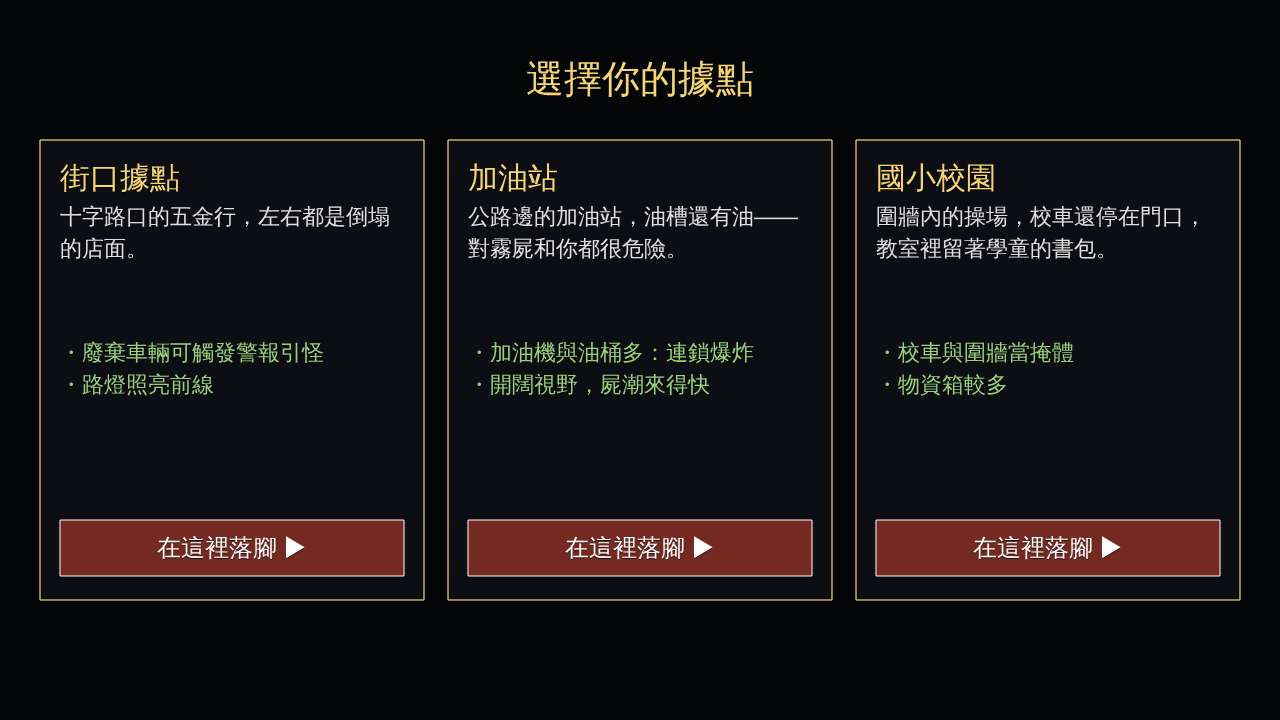 選擇你的據點
街口據點
十字路口的五金行，左右都是倒塌
的店面。
・廢棄車輛可觸發警報引怪
・路燈照亮前線
在這裡落腳 ▶
加油站
公路邊的加油站，油槽還有油——
對霧屍和你都很危險。
・加油機與油桶多：連鎖爆炸
・開闊視野，屍潮來得快
在這裡落腳 ▶
國小校園
圍牆內的操場，校車還停在門口，
教室裡留著學童的書包。
・校車與圍牆當掩體
・物資箱較多
在這裡落腳 ▶